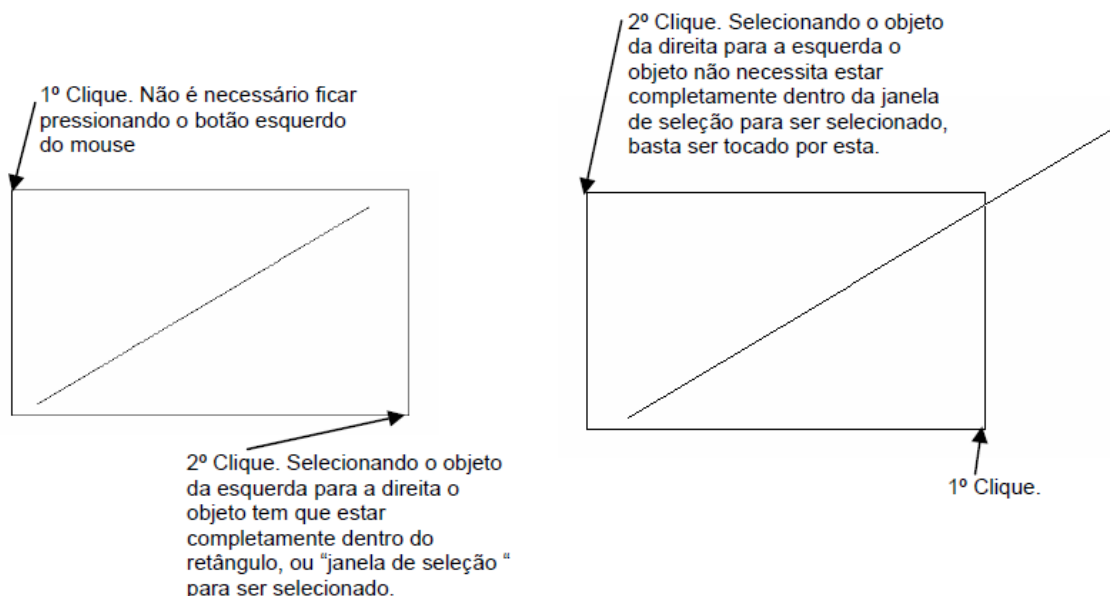 1º Clique. Não é necessário ficar
pressionando o botão esquerdo
do mouse
2º Clique. Selecionando o objeto
da esquerda para a direita o
objeto tem que estar
completamente dentro do
retângulo, ou “janela de seleção “
para ser selecionado.
2º Clique. Selecionando o objeto
da direita para a esquerda o
objeto não necessita estar
completamente dentro da janela
de seleção para ser selecionado,
basta ser tocado por esta.
1º Clique.